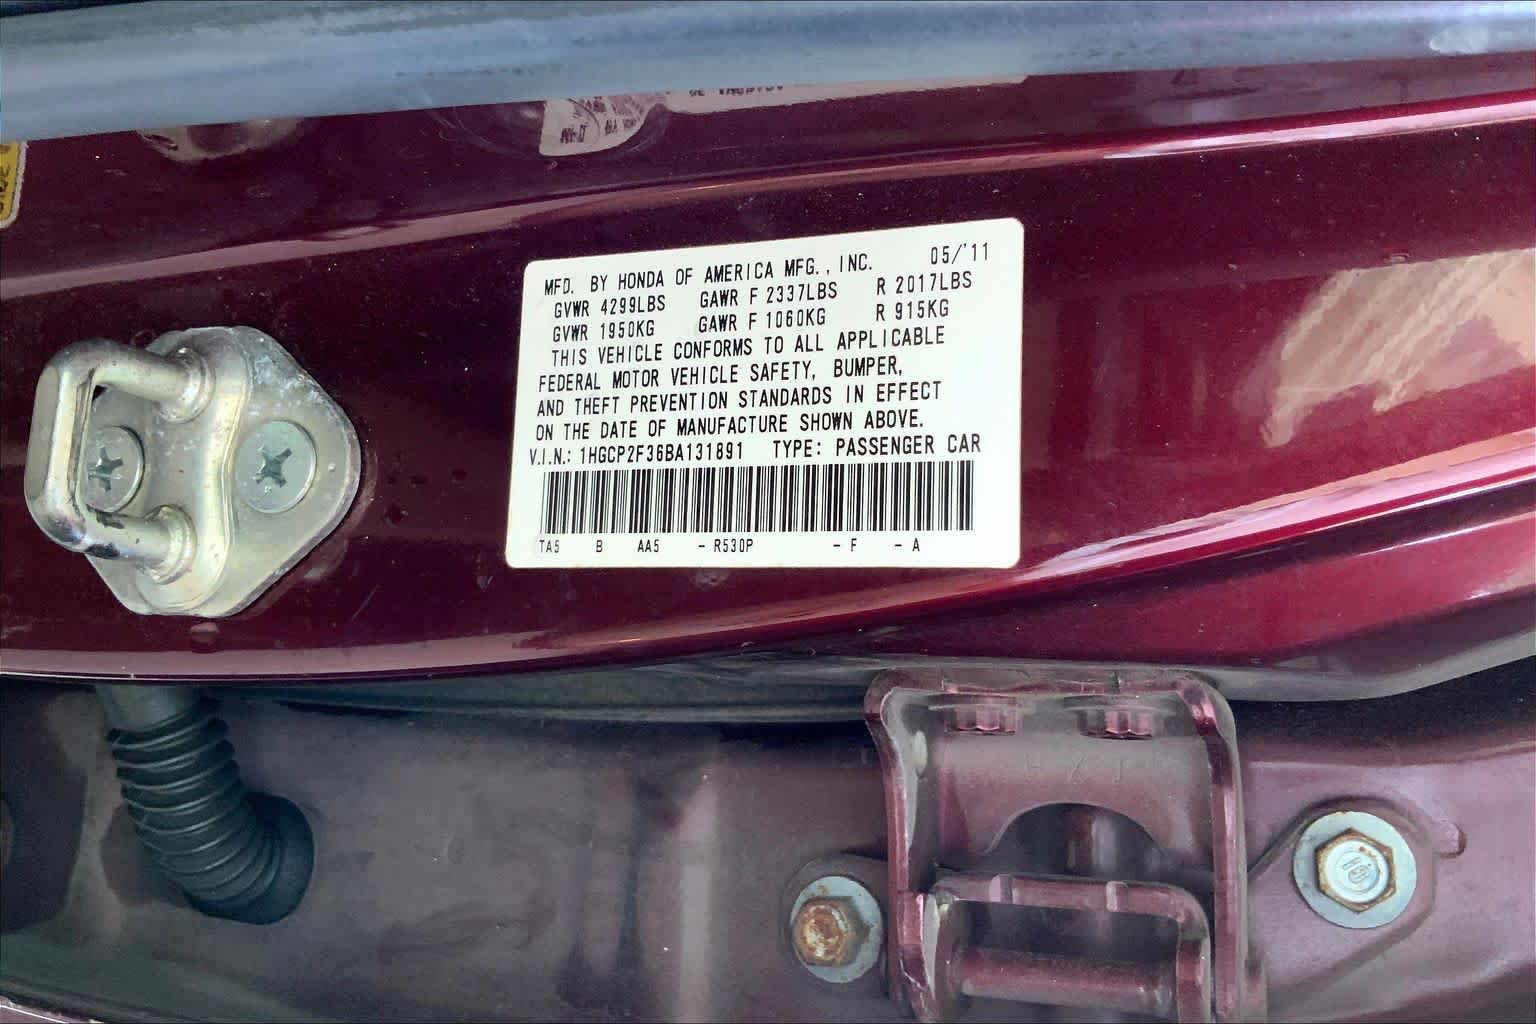 MFD. BY HONDA OF AMERICA MFG., INC. 05/'11
GVWR 4299LBS GAWR F 2337LBS R 2017LBS
GVWR 1950KG GAWR F 1060KG R 915KG
THIS VEHICLE CONFORMS TO ALL APPLICABLE
FEDERAL MOTOR VEHICLE SAFETY, BUMPER,
AND THEFT PREVENTION STANDARDS IN EFFECT
ON THE DATE OF MANUFACTURE SHOWN ABOVE.
V.I.N.: 1HGCP2F36BA131891 TYPE: PASSENGER CAR
TA5 B AA5 - R530P - F - A